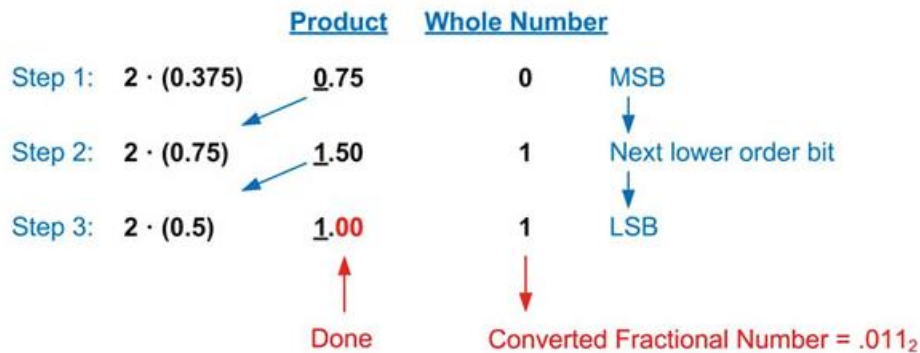 Product Whole Number
Step 1: 2 · (0.375) 0.75 0 MSB
Step 2: 2 · (0.75) 1.50 1 Next lower order bit
Step 3: 2 · (0.5) 1.00 1 LSB
Done Converted Fractional Number = .011₂